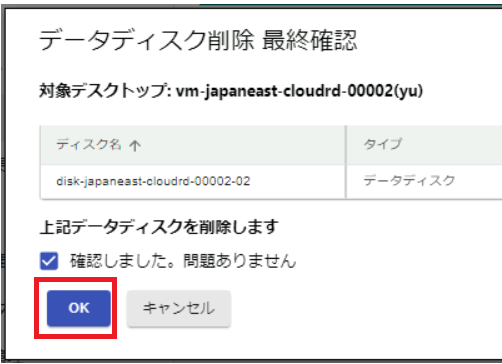 データディスク削除 最終確認
対象デスクトップ: vm-japaneast-cloudrd-00002(yu)
ディスク名 ↑ タイプ
disk-japaneast-cloudrd-00002-02 データディスク
上記データディスクを削除します
確認しました。問題ありません
OK キャンセル